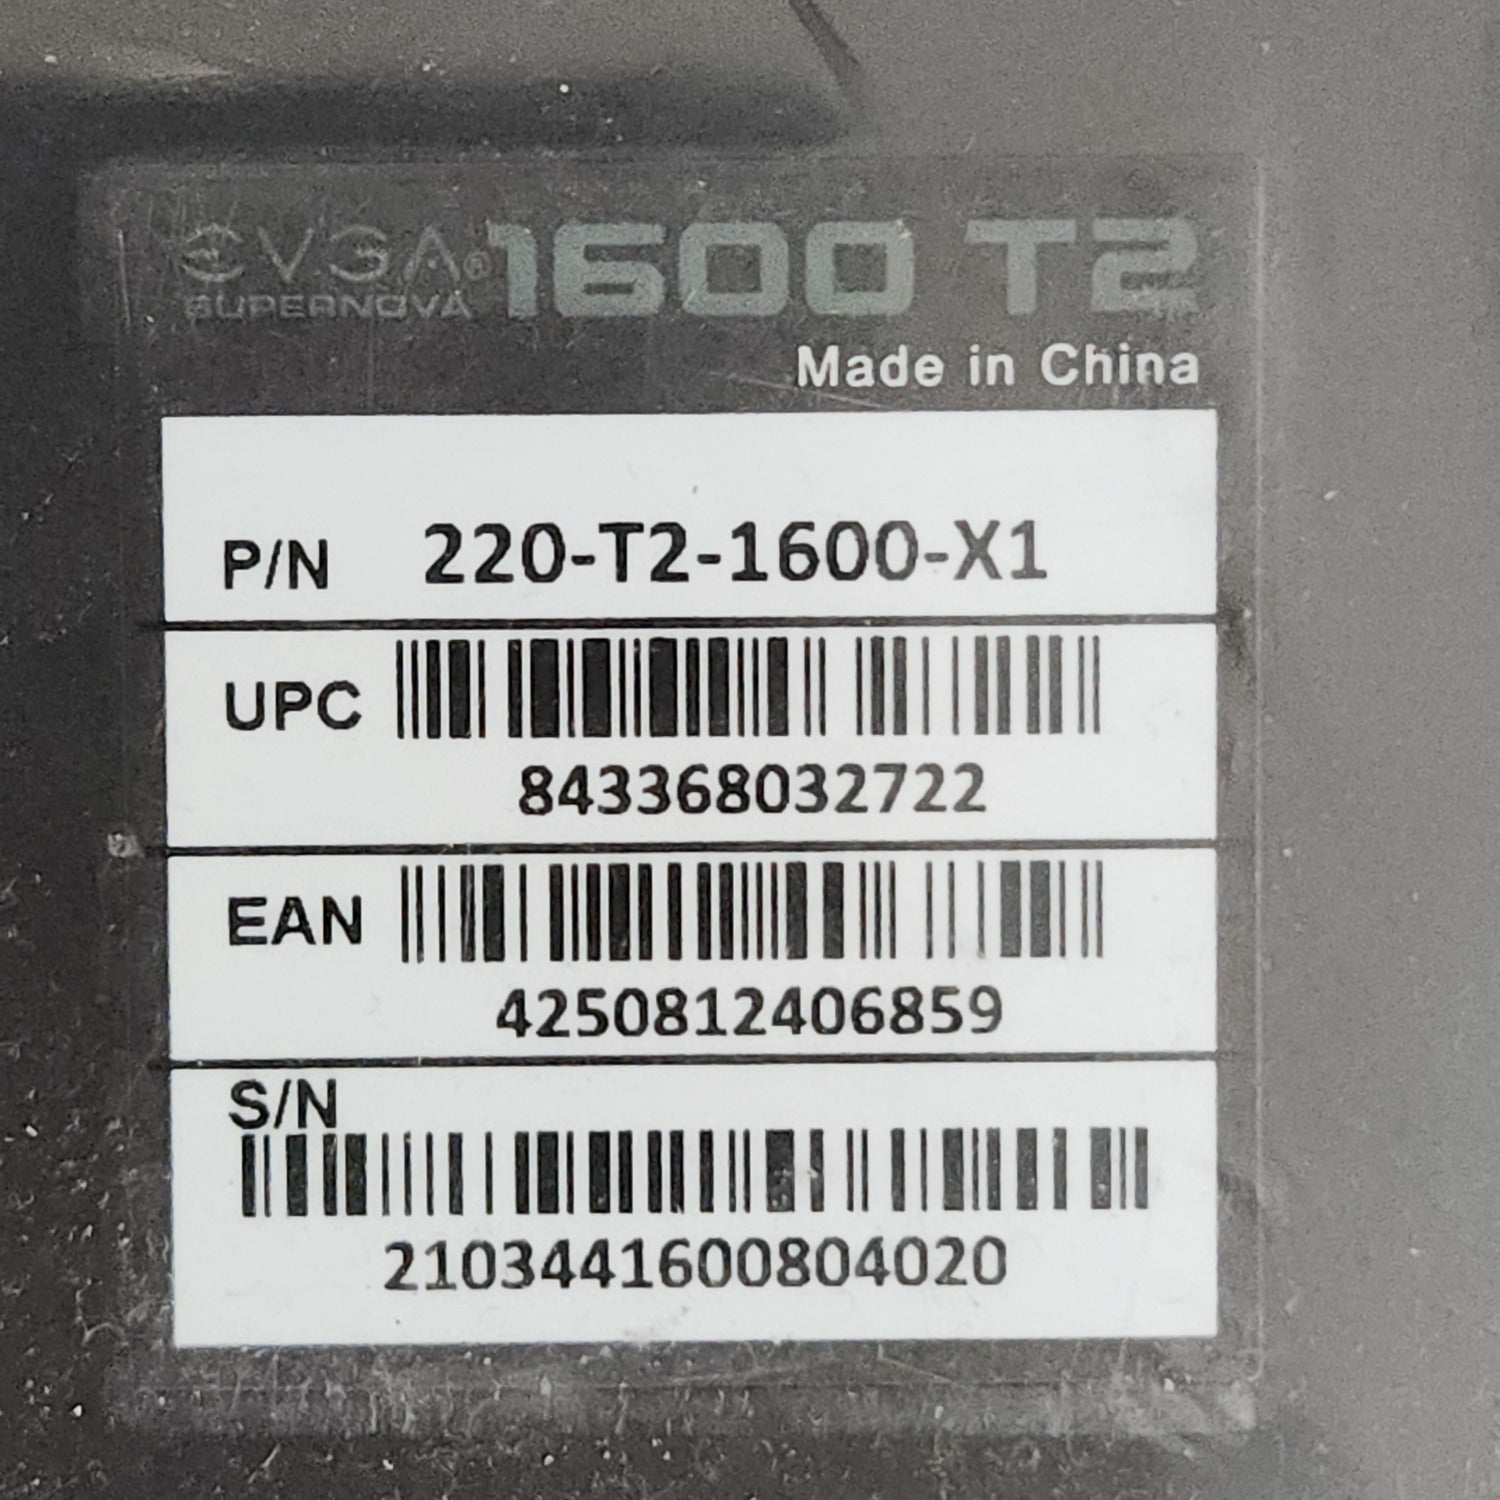 EVGA® 1600 T2
SUPERNOVA
Made in China
P/N 220-T2-1600-X1
UPC
843368032722
EAN
4250812406859
S/N
2103441600804020